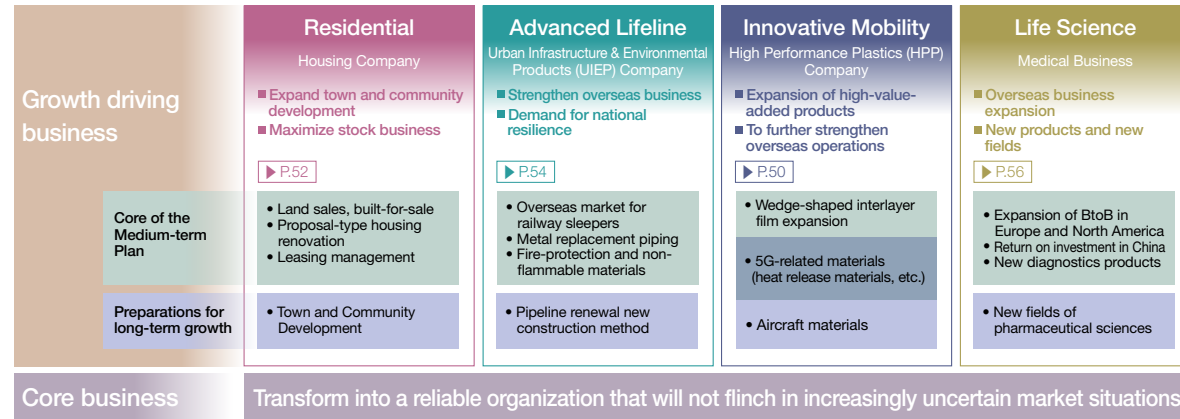 Growth driving
business
Residential
Housing Company
■ Expand town and community
development
■ Maximize stock business
▶ P.52
Advanced Lifeline
Urban Infrastructure & Environmental
Products (UIEP) Company
■ Strengthen overseas business
■ Demand for national
resilience
▶ P.54
Innovative Mobility
High Performance Plastics (HPP)
Company
■ Expansion of high-value-
added products
■ To further strengthen
overseas operations
▶ P.50
Life Science
Medical Business
■ Overseas business
expansion
■ New products and new
fields
▶ P.56
Core of the
Medium-term
Plan
• Land sales, built-for-sale
• Proposal-type housing
renovation
• Leasing management
• Overseas market for
railway sleepers
• Metal replacement piping
• Fire-protection and non-
flammable materials
• Wedge-shaped interlayer
film expansion
• 5G-related materials
(heat release materials, etc.)
• Expansion of BtoB in
Europe and North America
• Return on investment in China
• New diagnostics products
Preparations for
long-term growth
• Town and Community
Development
• Pipeline renewal new
construction method
• Aircraft materials
• New fields of
pharmaceutical sciences
Core business
Transform into a reliable organization that will not flinch in increasingly uncertain market situations